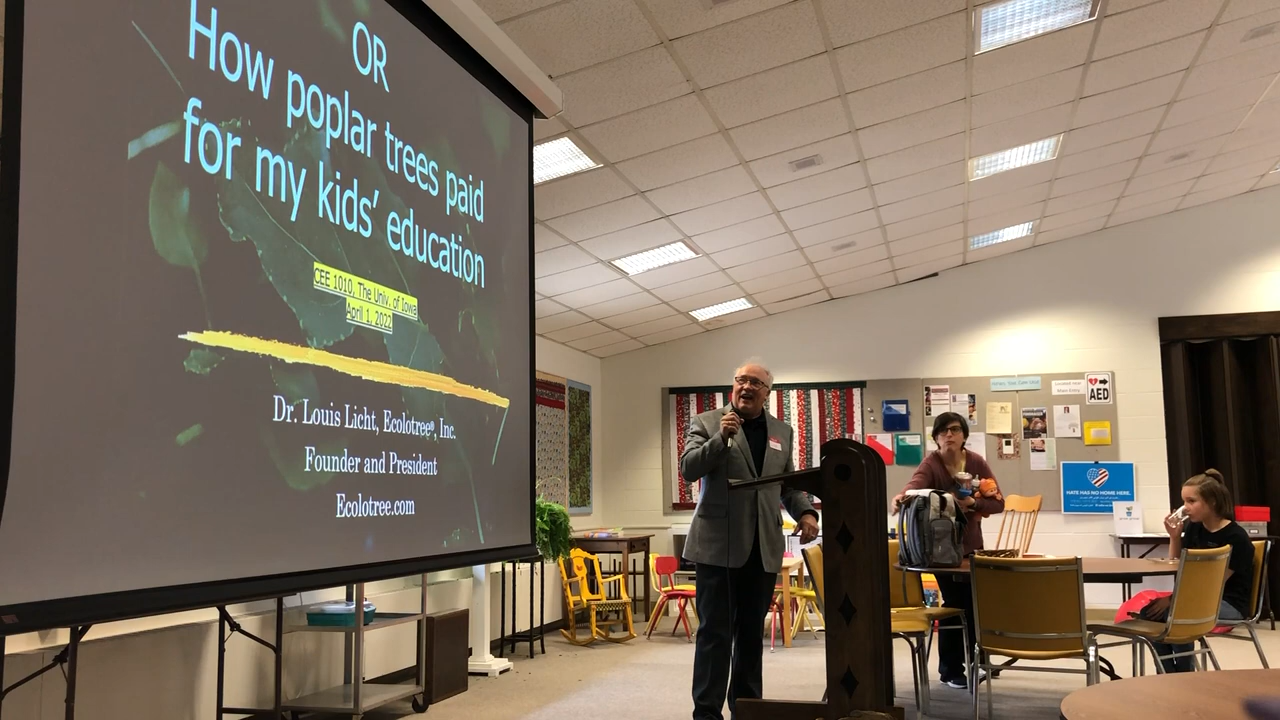 OR
How poplar trees paid
for my kids’ education
CEE 1010, The Univ. of Iowa
April 1, 2022
Dr. Louis Licht, Ecolotree®, Inc.
Founder and President
Ecolotree.com
AED
HATE HAS NO HOME HERE.